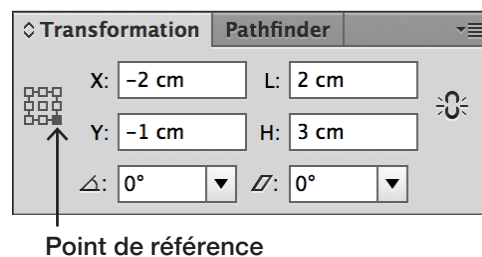 Transformation Pathfinder
X: -2 cm L: 2 cm
Y: -1 cm H: 3 cm
0° 0°
Point de référence